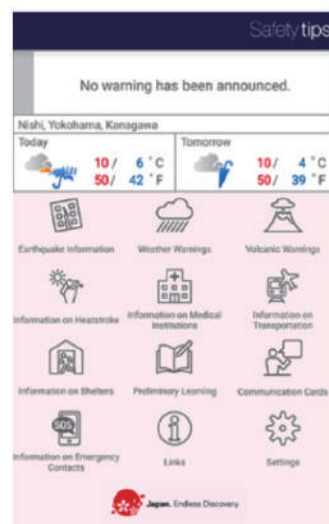 Safety tips
No warning has been announced.
Nishi, Yokohama, Kanagawa
Today
Tomorrow
10 / 6 °C
10 / 4 °C
50 / 42 °F
50 / 39 °F
Earthquake Information
Weather Warnings
Volcanic Warnings
Information on Heatstroke
Information on Medical
Institutions
Information on
Transportation
Information on Shelters
Preliminary Learning
Communication Cards
SOS
Information on Emergency
Contacts
Links
Settings
Japan. Endless Discovery.